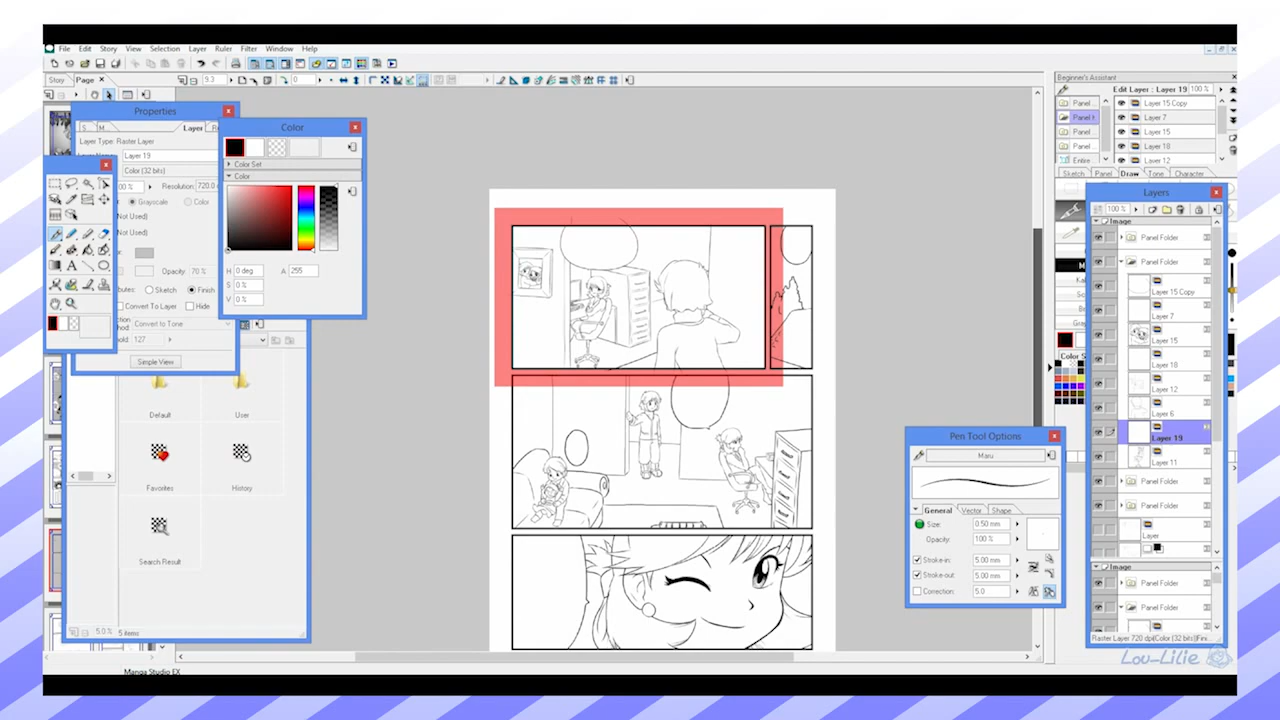 File Edit Story View Selection Layer Ruler Filter Window Help
Story Page
9.3
0
Properties
Layer
Layer Type: Raster Layer
Layer 19
Color (32 bits)
Resolution: 720.0
Grayscale
Color
(Not Used)
(Not Used)
Opacity: 70 %
Sketch
Finish
Convert To Layer
Hide
Convert to Tone
127
Simple View
Default
User
Favorites
History
Search Result
5.0 %
5 items
Manga Studio EX
Color
Color Set
Color
H 0 deg
A 255
S 0 %
V 0 %
Pen Tool Options
Maru
General Vector Shape
Size: 0.50 mm
Opacity: 100 %
Stroke-in: 5.00 mm
Stroke-out: 5.00 mm
Correction: 5.0
Beginner's Assistant
Edit Layer : Layer 19 100 %
Layer 15 Copy
Layer 7
Layer 15
Layer 18
Layer 12
Entire
Sketch Panel Draw Tone Character
Layers
100 %
Image
Panel Folder
Panel Folder
Layer 15 Copy
Layer 7
Layer 15
Layer 18
Layer 12
Layer 6
Layer 19
Layer 11
Panel Folder
Panel Folder
Layer
Image
Panel Folder
Panel Folder
Lou-Lilie